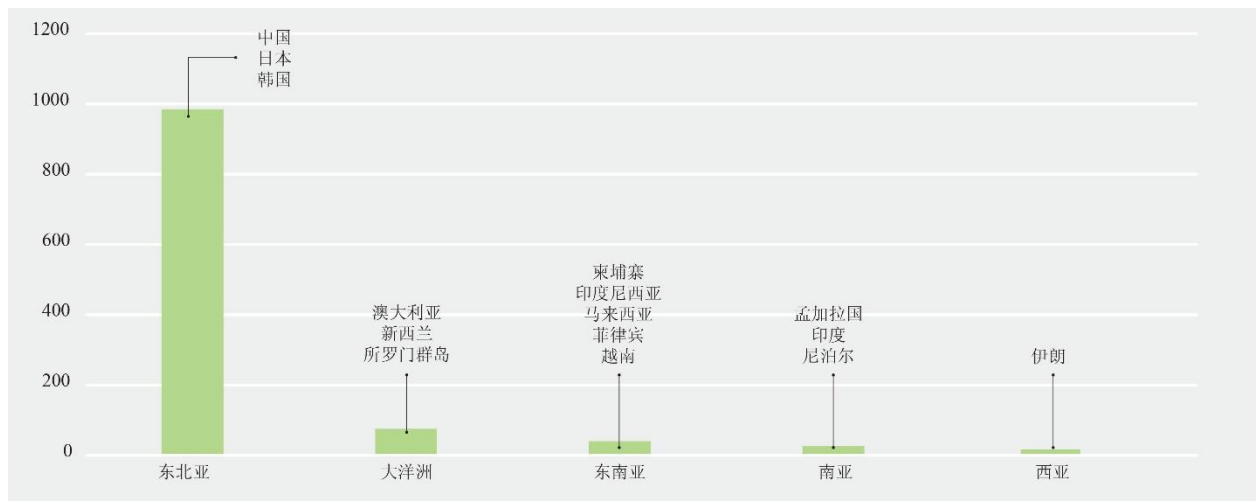 1200
1000
800
600
400
200
0
中国
日本
韩国
澳大利亚
新西兰
所罗门群岛
柬埔寨
印度尼西亚
马来西亚
菲律宾
越南
孟加拉国
印度
尼泊尔
伊朗
东北亚
大洋洲
东南亚
南亚
西亚